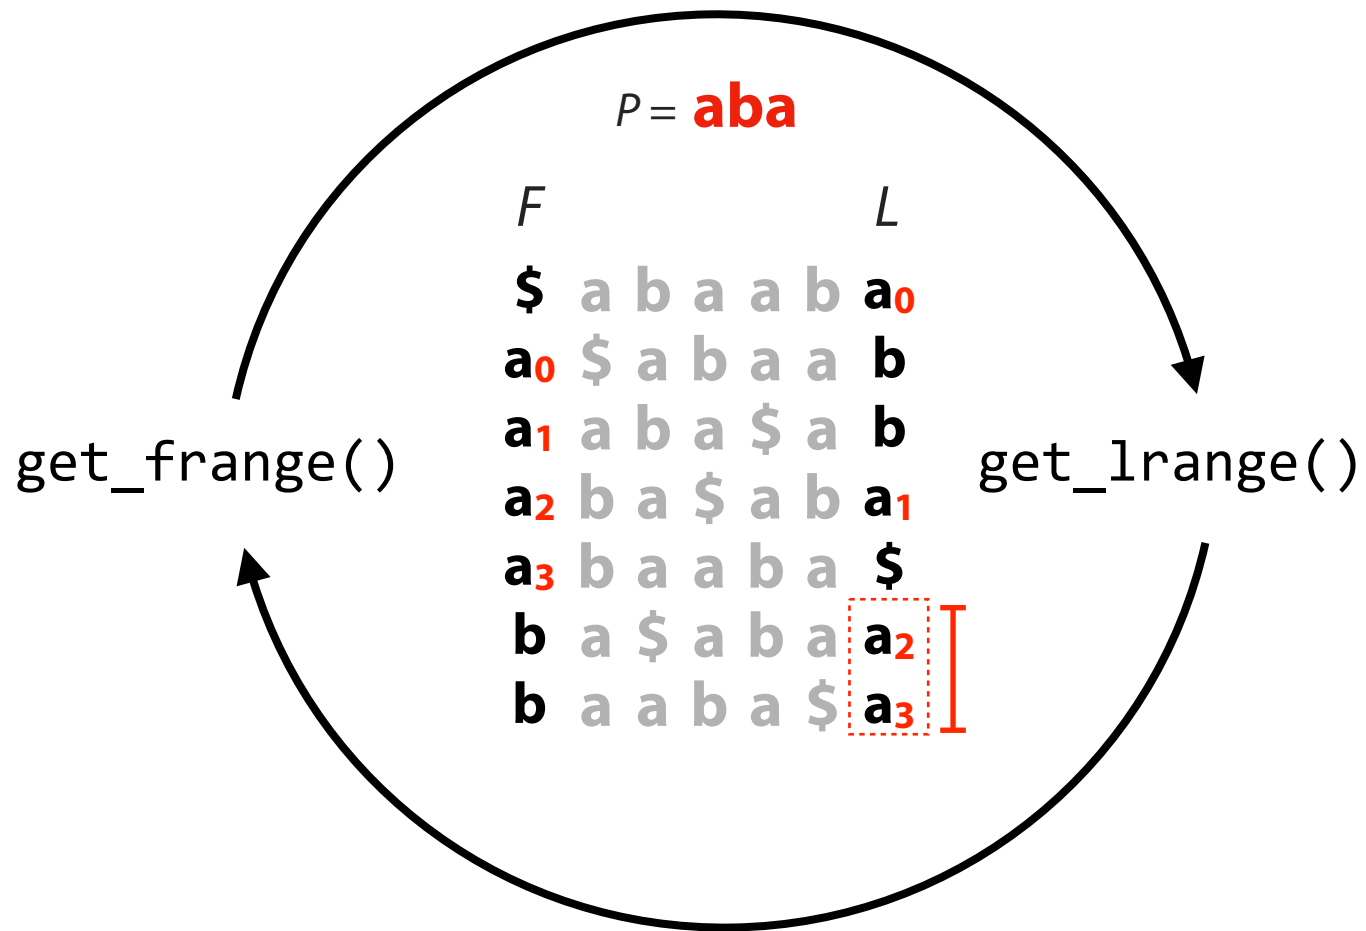 P = aba
F L
$ a b a a b a0
a0 $ a b a a b
a1 a b a $ a b
get_frange() get_lrange()
a2 b a $ a b a1
a3 b a a b a $
b a $ a b a a2
b a a b a $ a3